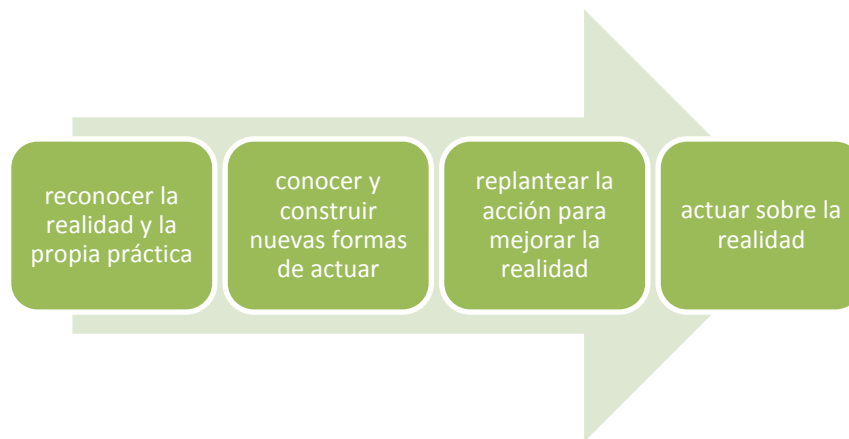 reconocer la
realidad y la
propia práctica
conocer y
construir
nuevas formas
de actuar
replantear la
acción para
mejorar la
realidad
actuar sobre la
realidad